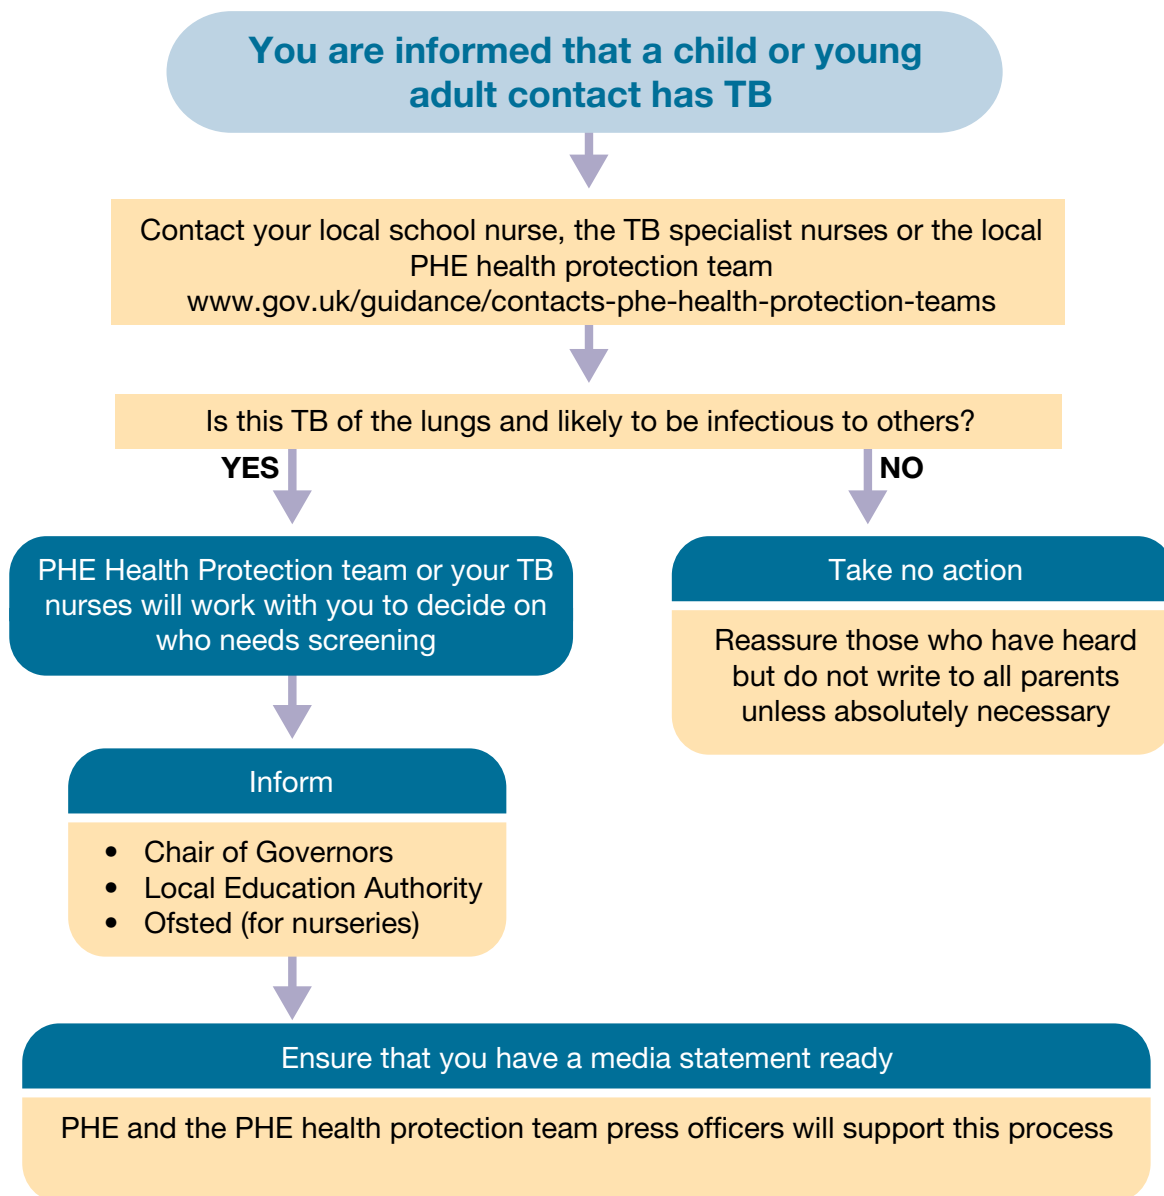 You are informed that a child or young
adult contact has TB
Contact your local school nurse, the TB specialist nurses or the local
PHE health protection team
www.gov.uk/guidance/contacts-phe-health-protection-teams
Is this TB of the lungs and likely to be infectious to others?
YES
NO
PHE Health Protection team or your TB
nurses will work with you to decide on
who needs screening
Take no action
Reassure those who have heard
but do not write to all parents
unless absolutely necessary
Inform
• Chair of Governors
• Local Education Authority
• Ofsted (for nurseries)
Ensure that you have a media statement ready
PHE and the PHE health protection team press officers will support this process